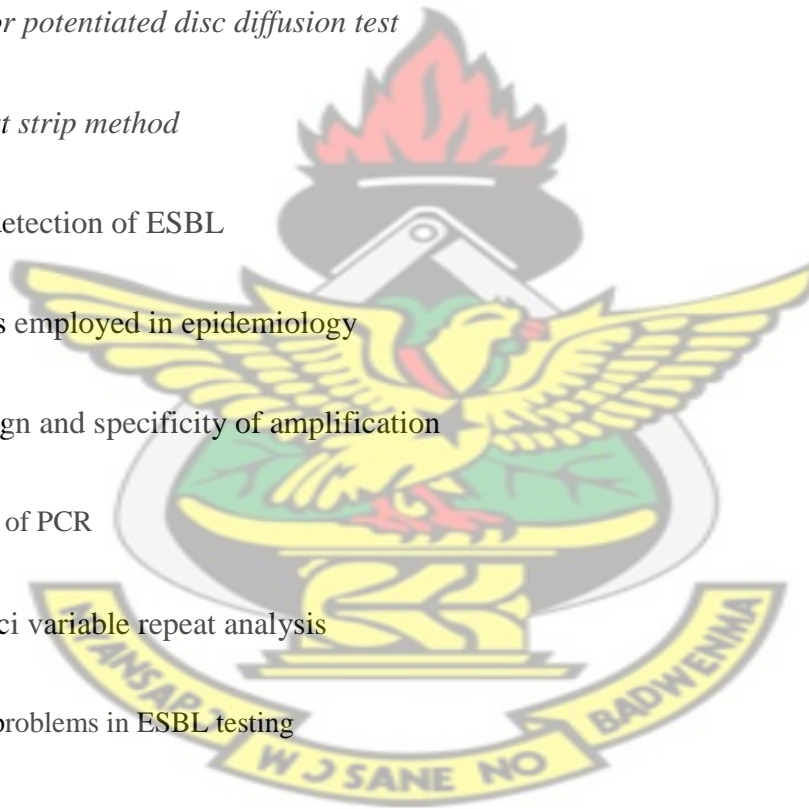 or potentiated disc diffusion test
t strip method
etection of ESBL
s employed in epidemiology
gn and specificity of amplification
of PCR
ci variable repeat analysis
problems in ESBL testing
BADWENMA
W Ɔ SANE NO